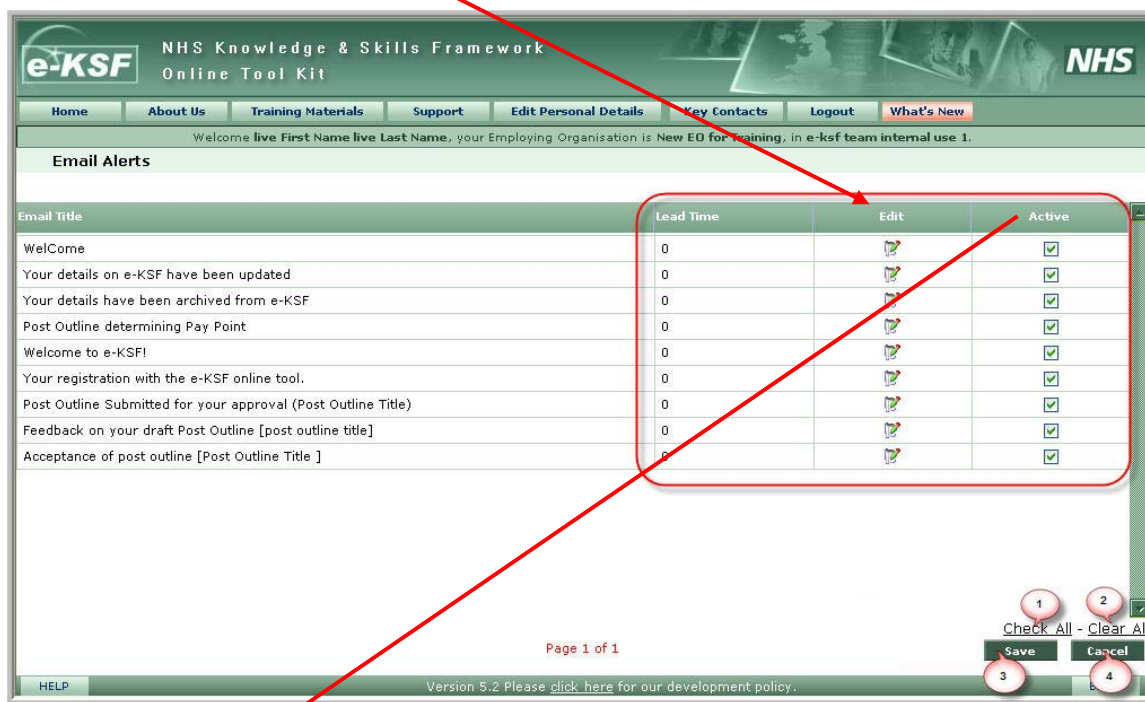 NHS Knowledge & Skills Framework
e-KSF
Online Tool Kit
NHS
Home About Us Training Materials Support Edit Personal Details Key Contacts Logout What's New
Welcome live First Name live Last Name, your Employing Organisation is New EO for Training, in e-ksf team internal use 1.
Email Alerts
Email Title Lead Time Edit Active
WelCome 0
Your details on e-KSF have been updated 0
Your details have been archived from e-KSF 0
Post Outline determining Pay Point 0
Welcome to e-KSF! 0
Your registration with the e-KSF online tool. 0
Post Outline Submitted for your approval (Post Outline Title) 0
Feedback on your draft Post Outline [post outline title] 0
Acceptance of post outline [Post Outline Title ] 0
1 2
Check All - Clear Al
Page 1 of 1
Save Cancel
3 4
HELP Version 5.2 Please click here for our development policy.